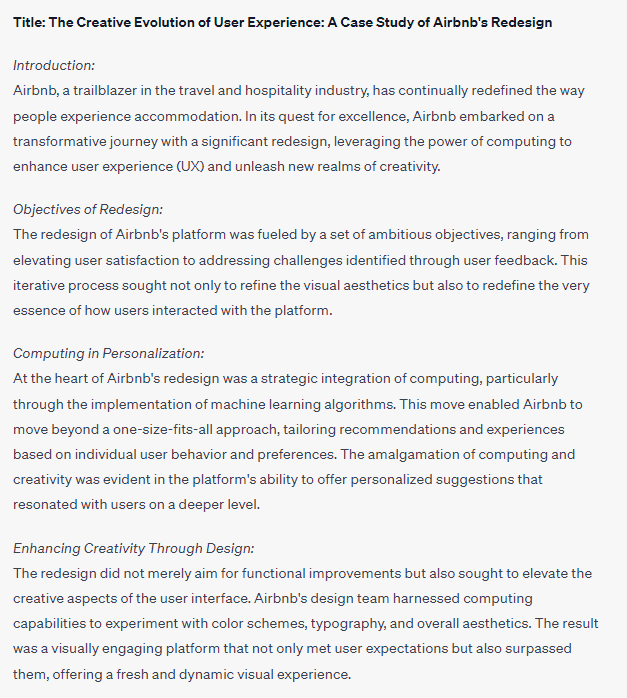 Title: The Creative Evolution of User Experience: A Case Study of Airbnb's Redesign
Introduction:
Airbnb, a trailblazer in the travel and hospitality industry, has continually redefined the way
people experience accommodation. In its quest for excellence, Airbnb embarked on a
transformative journey with a significant redesign, leveraging the power of computing to
enhance user experience (UX) and unleash new realms of creativity.
Objectives of Redesign:
The redesign of Airbnb's platform was fueled by a set of ambitious objectives, ranging from
elevating user satisfaction to addressing challenges identified through user feedback. This
iterative process sought not only to refine the visual aesthetics but also to redefine the very
essence of how users interacted with the platform.
Computing in Personalization:
At the heart of Airbnb's redesign was a strategic integration of computing, particularly
through the implementation of machine learning algorithms. This move enabled Airbnb to
move beyond a one-size-fits-all approach, tailoring recommendations and experiences
based on individual user behavior and preferences. The amalgamation of computing and
creativity was evident in the platform's ability to offer personalized suggestions that
resonated with users on a deeper level.
Enhancing Creativity Through Design:
The redesign did not merely aim for functional improvements but also sought to elevate the
creative aspects of the user interface. Airbnb's design team harnessed computing
capabilities to experiment with color schemes, typography, and overall aesthetics. The result
was a visually engaging platform that not only met user expectations but also surpassed
them, offering a fresh and dynamic visual experience.